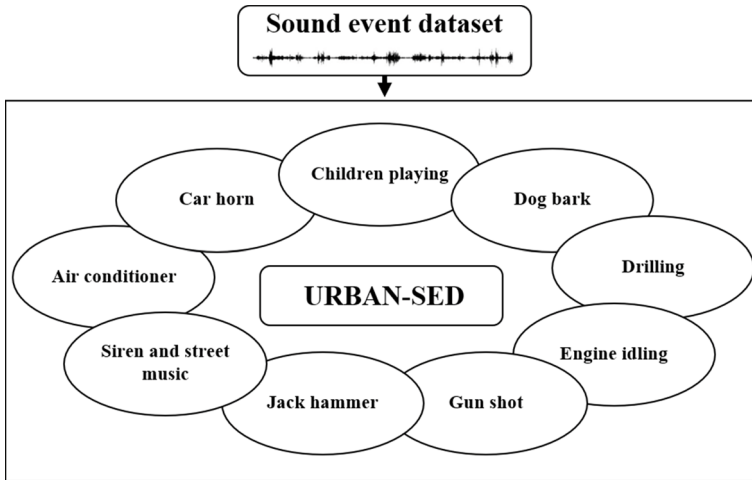 Sound event dataset
Children playing
Car horn
Dog bark
Air conditioner
Drilling
URBAN-SED
Siren and street
music
Engine idling
Jack hammer
Gun shot